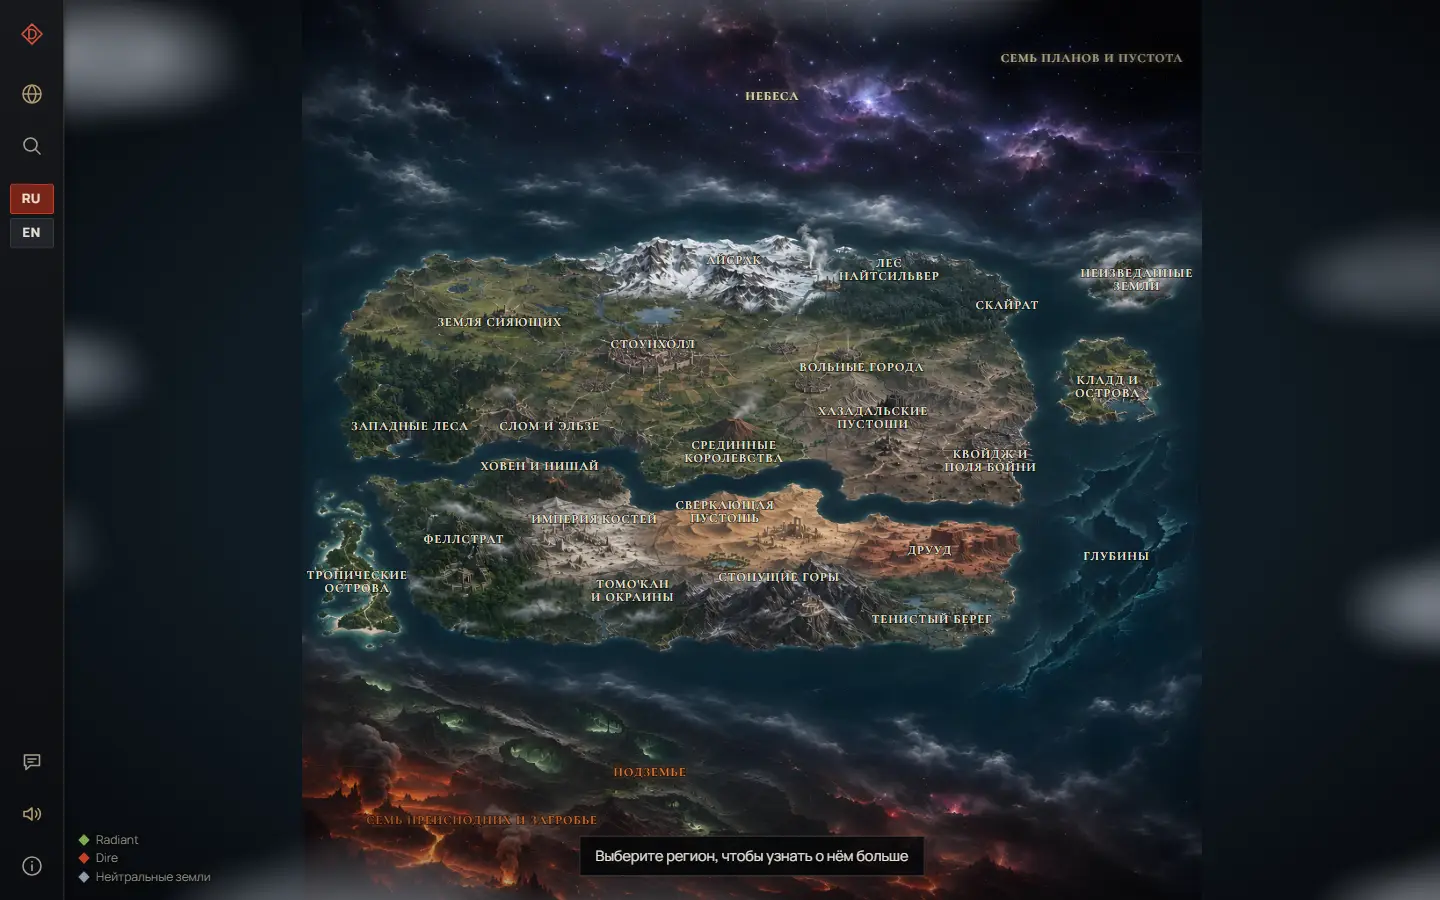 D
RU
EN
СЕМЬ ПЛАНОВ И ПУСТОТА
НЕБЕСА
АЙСРАК
ЛЕС
НАЙТСИЛЬВЕР
НЕИЗВЕДАННЫЕ
ЗЕМЛИ
СКАЙРАТ
ЗЕМЛЯ СИЯЮЩИХ
СТОУНХОЛЛ
ВОЛЬНЫЕ ГОРОДА
КЛАДД И
ОСТРОВА
ХАЗАДАЛЬСКИЕ
ПУСТОШИ
ЗАПАДНЫЕ ЛЕСА
СЛОМ И ЭЛЬЗЕ
СРЕДИННЫЕ
КОРОЛЕВСТВА
КВОЙДЖ И
ПОЛЯ БОЙНИ
ХОВЕН И НИШАЙ
СВЕРКАЮЩАЯ
ПУСТОШЬ
ИМПЕРИЯ КОСТЕЙ
ФЕЛЛСТРАТ
ДРУУД
ГЛУБИНЫ
ТРОПИЧЕСКИЕ
ОСТРОВА
ТОМО'КАН
И ОКРАИНЫ
СТОНУЩИЕ ГОРЫ
ТЕНИСТЫЙ БЕРЕГ
ПОДЗЕМЬЕ
СЕМЬ ПРЕИСПОДНИХ И ЗАГРОБЬЕ
Radiant
Dire
Нейтральные земли
Выберите регион, чтобы узнать о нём больше